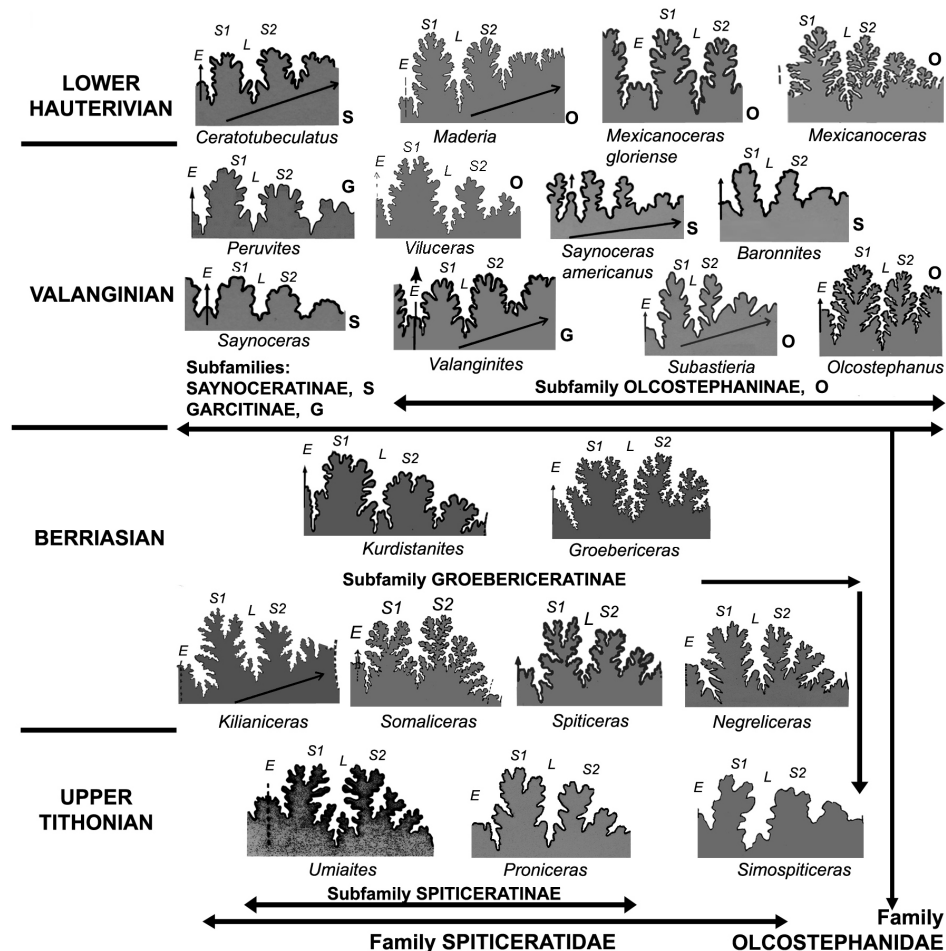 S1 L S2 E S
Ceratotubeculatus
S1 L S2 E O
Maderia
S1 L S2 E O
Mexicanoceras
gloriense
S1 L S2 O
Mexicanoceras
LOWER
HAUTERIVIAN
S1 L S2 E G
Peruvites
S1 L S2 E O
Viluceras
S
Saynoceras
americanus
S1 L S2 E S
Baronnites
VALANGINIAN
S1 L S2 E S
Saynoceras
S1 L S2 E G
Valanginites
S1 L S2 E O
Subastieria
S1 L S2 E O
Olcostephanus
Subfamilies:
SAYNOCERATINAE, S
GARCITINAE, G
Subfamily OLCOSTEPHANINAE, O
BERRIASIAN
S1 L S2 E
Kurdistanites
S1 L S2 E
Groebericeras
Subfamily GROEBERICERATINAE
S1 L S2 E
Kilianiceras
S1 L S2 E
Somaliceras
S1 L S2 E
Spiticeras
S1 L S2 E
Negreliceras
UPPER
TITHONIAN
S1 L S2 E
Umiaites
S1 L S2 E
Proniceras
S1 L S2 E
Simospiticeras
Subfamily SPITICERATINAE
Family SPITICERATIDAE
Family
OLCOSTEPHANIDAE